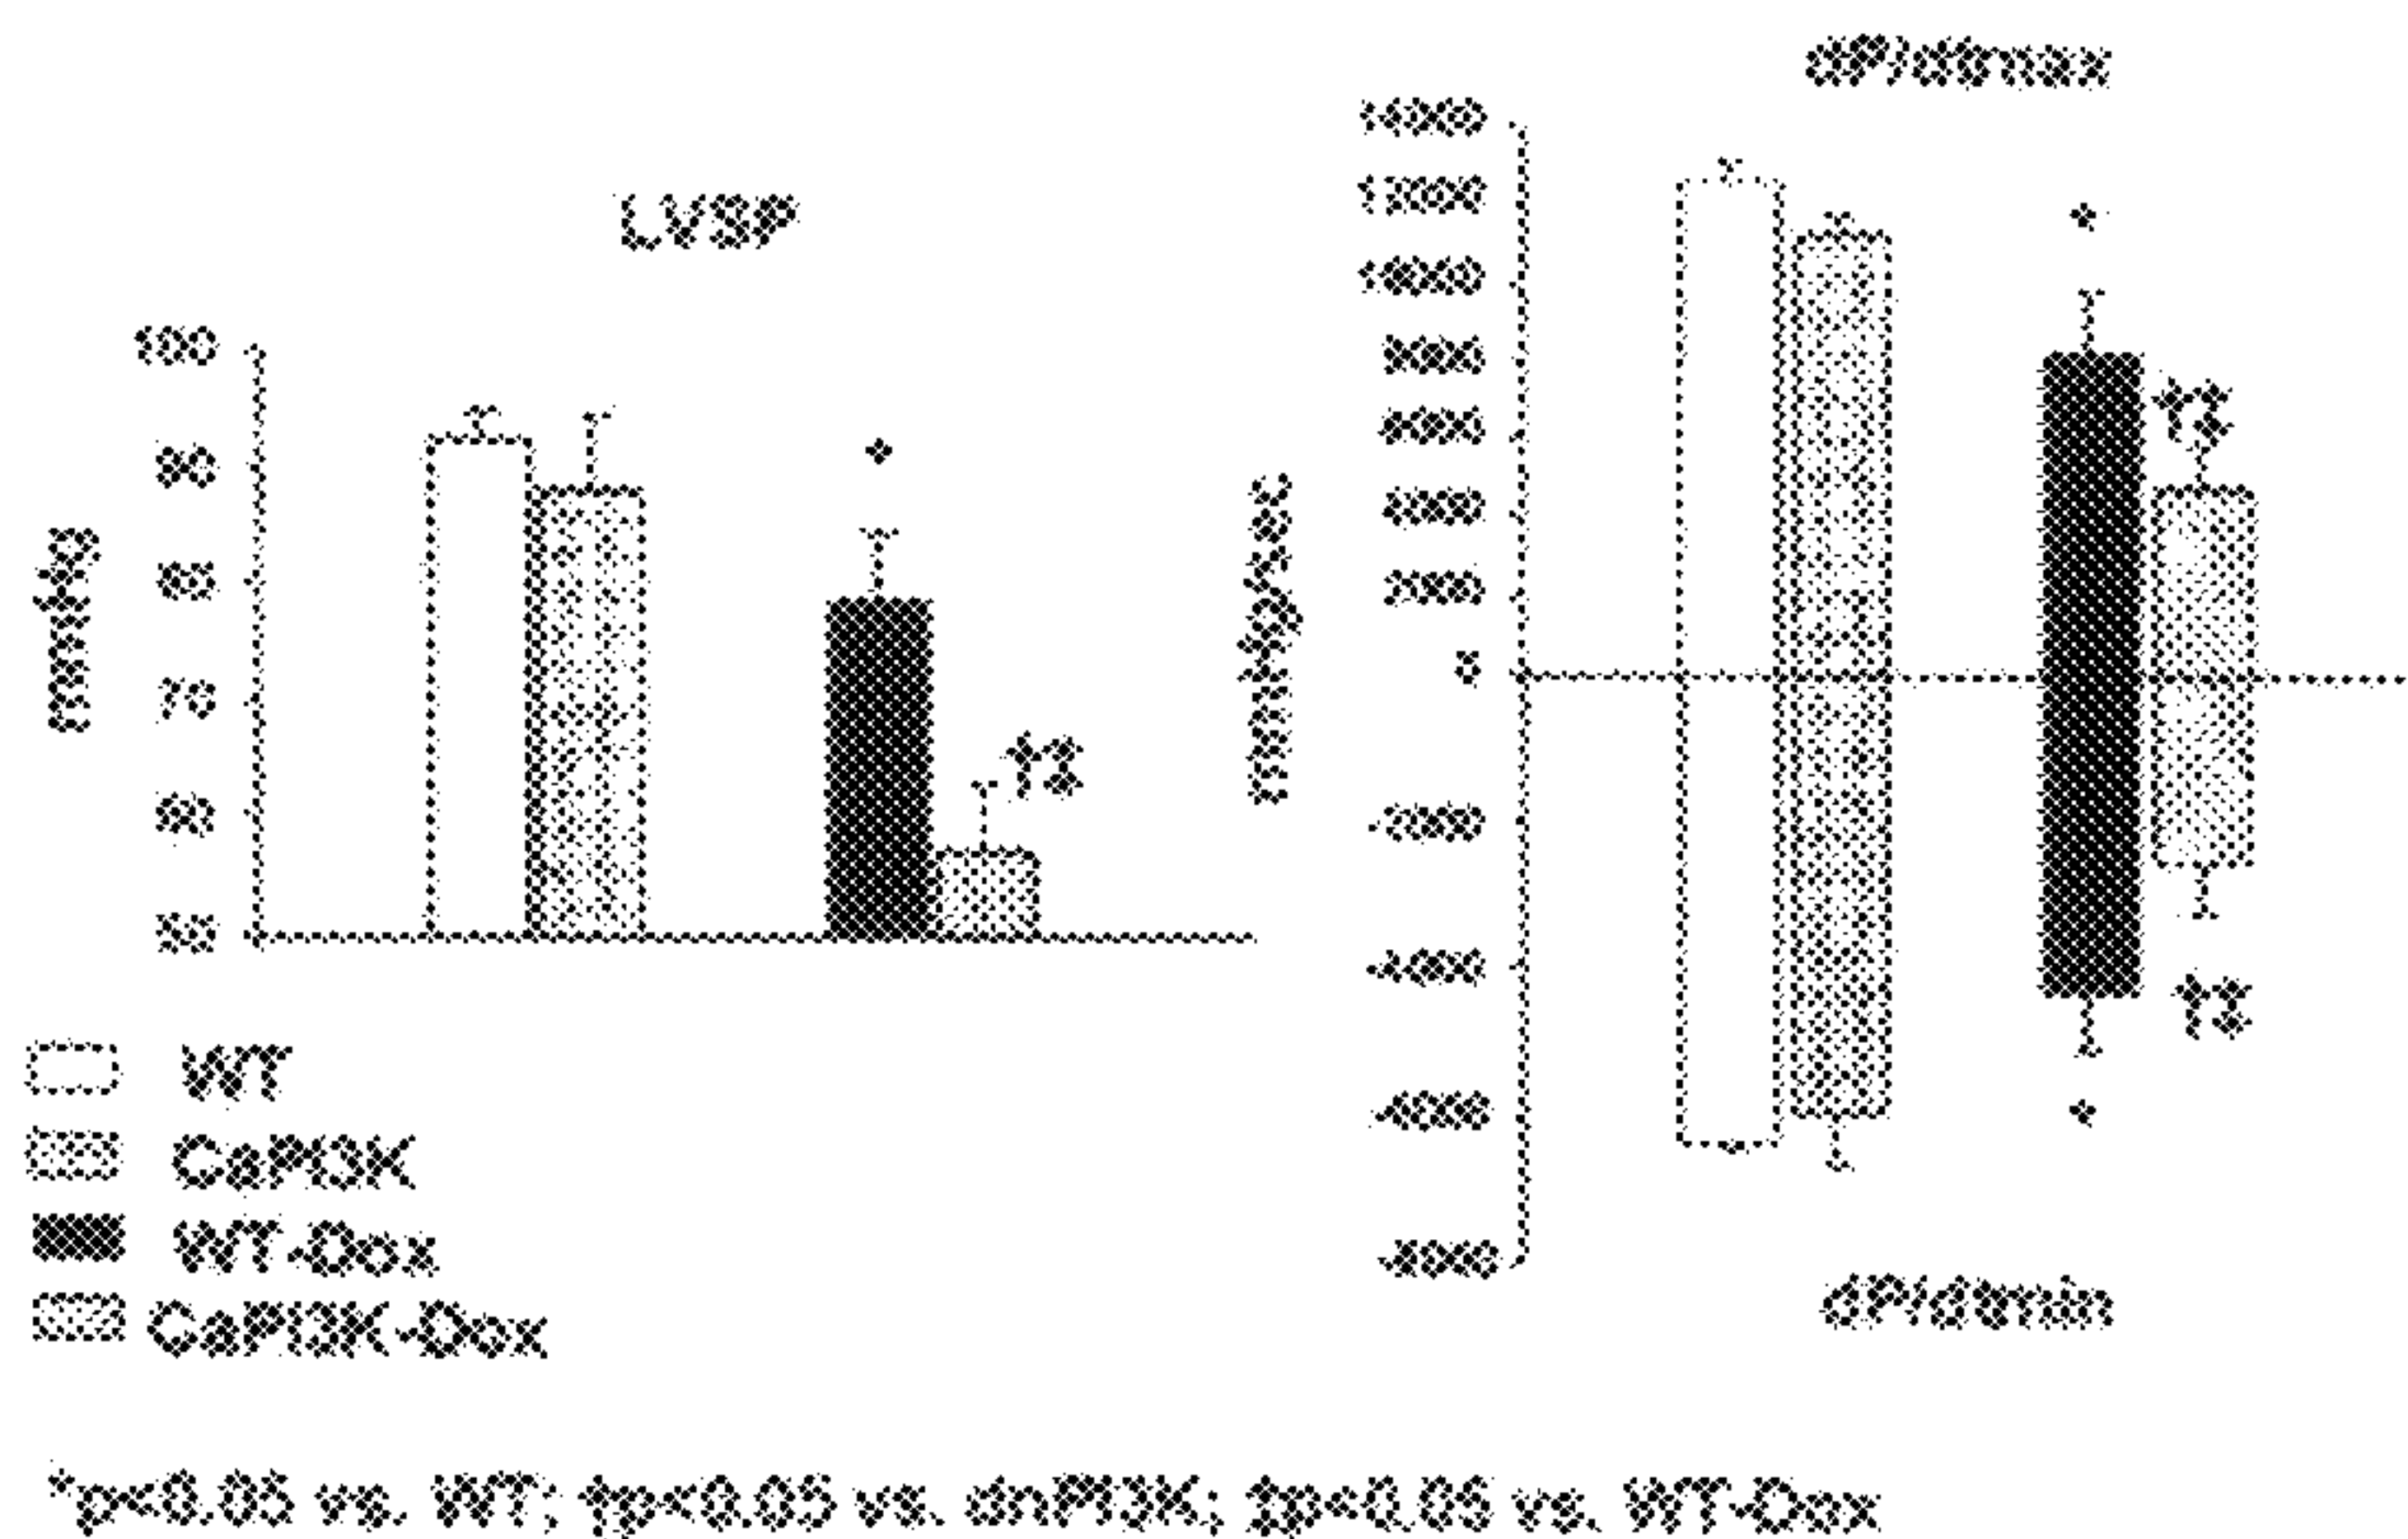 LVSP
mmHg
100
90
80
70
60
50
dP/dtmax
mmHg/sec
0
*
†‡
*
†‡
†‡
*
dP/dtmin
WT
CaPI3K
WT-Dox
CaPI3K-Dox
*p<0.05 vs. WT; †p<0.05 vs. dnPI3K; ‡p<0.05 vs. WT-Dox